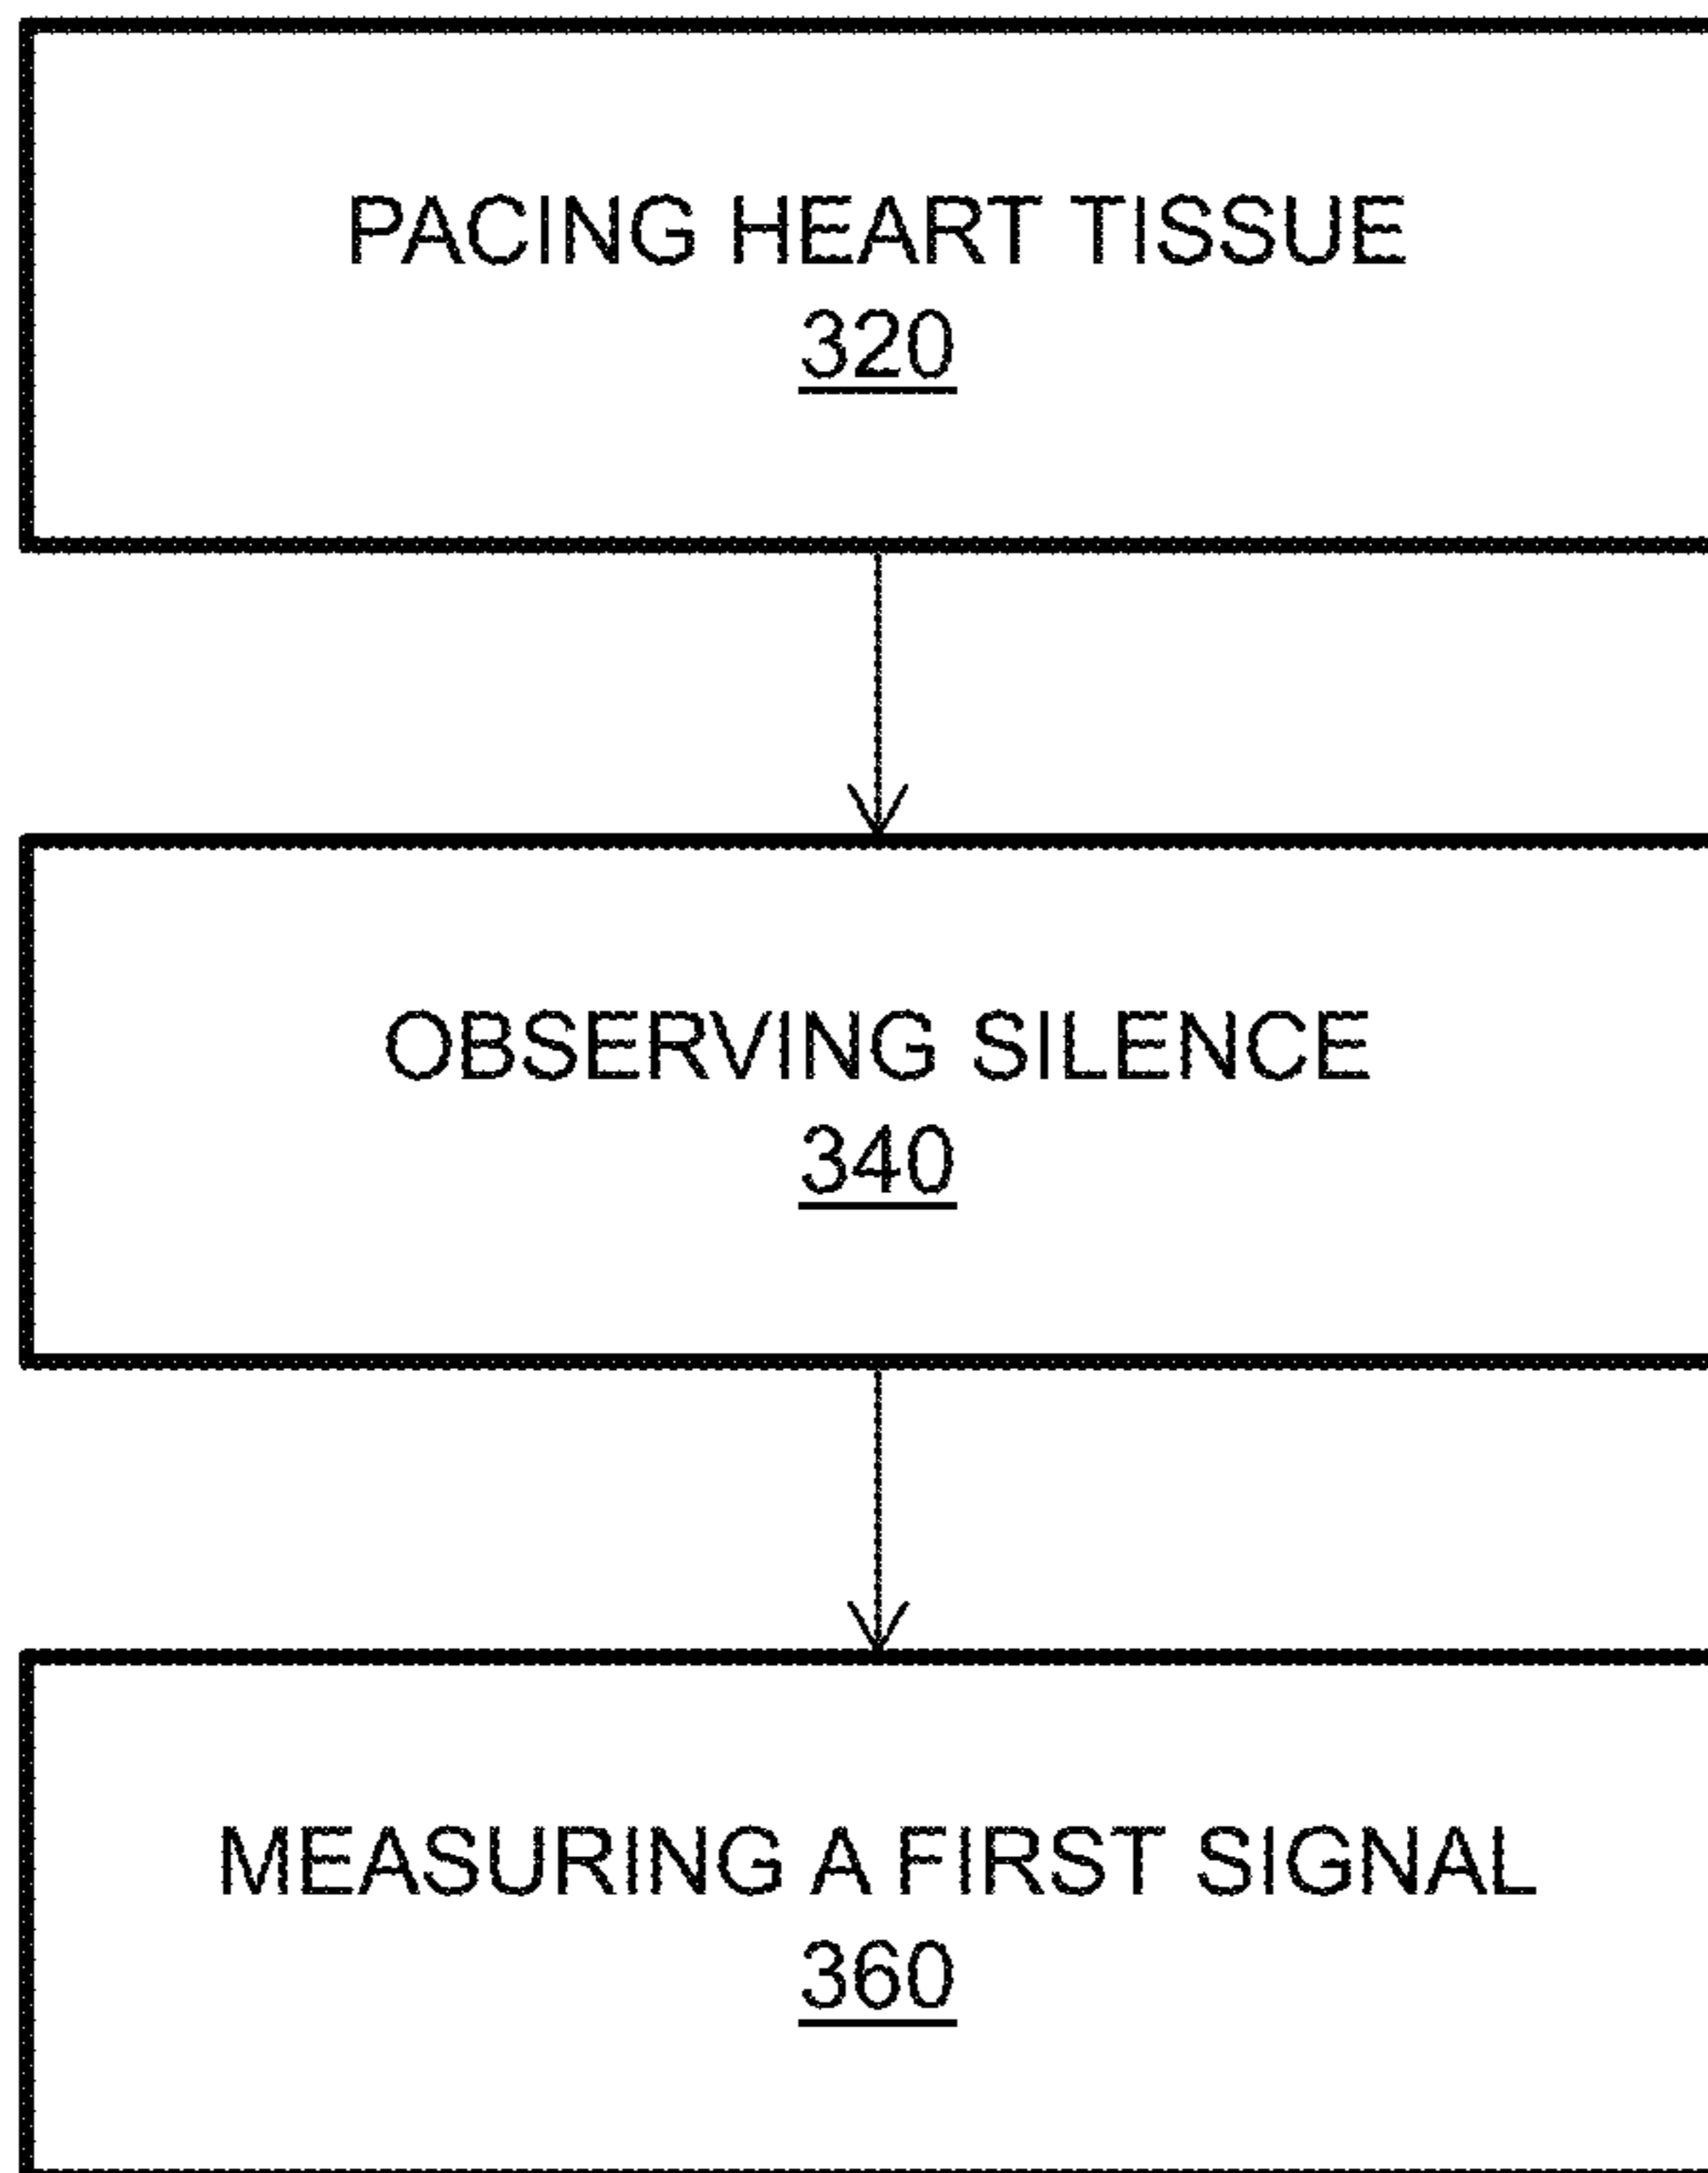 PACING HEART TISSUE
320
OBSERVING SILENCE
340
MEASURING A FIRST SIGNAL
360